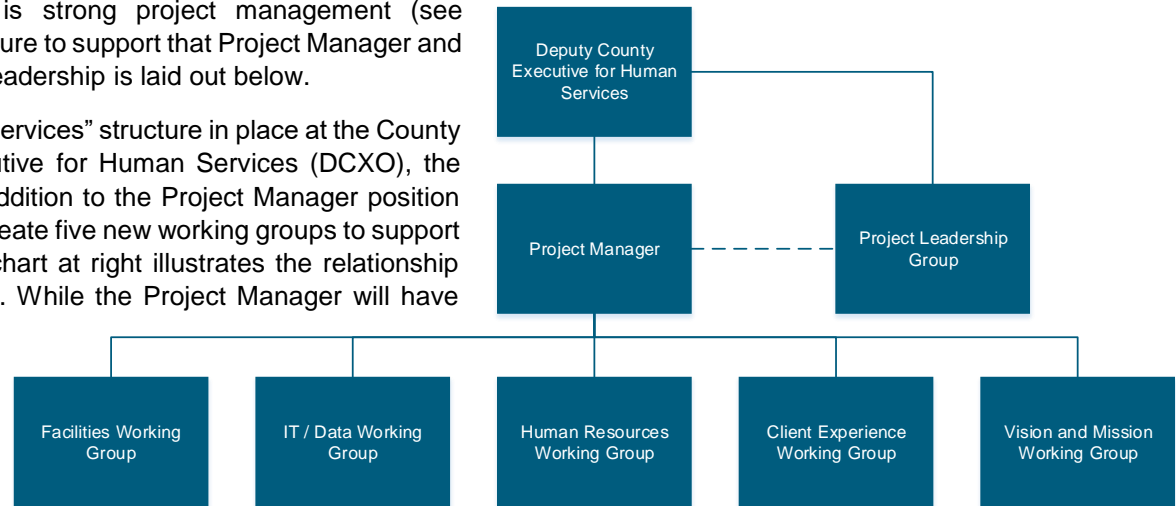 is strong project management (see
ure to support that Project Manager and
eadership is laid out below.
ervices” structure in place at the County
utive for Human Services (DCXO), the
ddition to the Project Manager position
eate five new working groups to support
chart at right illustrates the relationship
. While the Project Manager will have
Deputy County
Executive for Human
Services
Project Manager
Project Leadership
Group
Facilities Working
Group
IT / Data Working
Group
Human Resources
Working Group
Client Experience
Working Group
Vision and Mission
Working Group